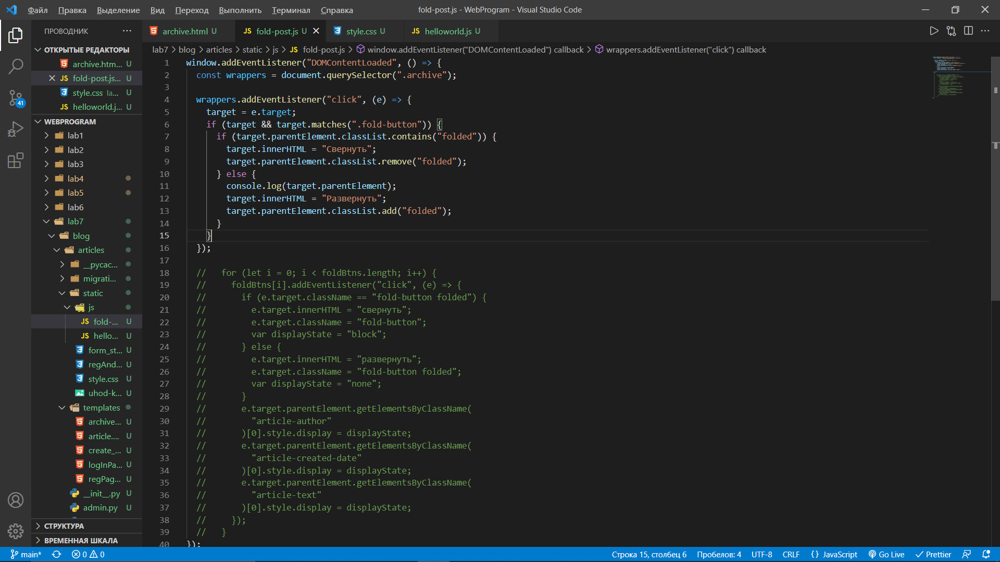 Файл Правка Выделение Вид Переход Выполнить Терминал Справка
fold-post.js - WebProgram - Visual Studio Code
ПРОВОДНИК ···
ОТКРЫТЫЕ РЕДАКТОРЫ
archive.htm... U
JS fold-post.js... U
style.css la... U
JS helloworld.j... U
WEBPROGRAM
lab1
lab2
lab3
lab4
lab5
lab6
lab7
blog
articles
__pycac...
migrati...
static
js
JS fold-... U
JS hello... U
form_st... U
regAnd... U
style.css U
uhod-k... U
templates
archive... U
article.... U
create_... U
logInPa... U
regPag... U
__init__.py U
admin.py U
СТРУКТУРА
ВРЕМЕННАЯ ШКАЛА
41
archive.html U
JS fold-post.js U
style.css U
JS helloworld.js U
lab7 > blog > articles > static > js > JS fold-post.js > window.addEventListener("DOMContentLoaded") callback > wrappers.addEventListener("click") callback
1 window.addEventListener("DOMContentLoaded", () => {
2 const wrappers = document.querySelector(".archive");
3
4 wrappers.addEventListener("click", (e) => {
5 target = e.target;
6 if (target && target.matches(".fold-button")) {
7 if (target.parentElement.classList.contains("folded")) {
8 target.innerHTML = "Свернуть";
9 target.parentElement.classList.remove("folded");
10 } else {
11 console.log(target.parentElement);
12 target.innerHTML = "Развернуть";
13 target.parentElement.classList.add("folded");
14 }
15 }
16 });
17
18 // for (let i = 0; i < foldBtns.length; i++) {
19 // foldBtns[i].addEventListener("click", (e) => {
20 // if (e.target.className == "fold-button folded") {
21 // e.target.innerHTML = "свернуть";
22 // e.target.className = "fold-button";
23 // var displayState = "block";
24 // } else {
25 // e.target.innerHTML = "развернуть";
26 // e.target.className = "fold-button folded";
27 // var displayState = "none";
28 // }
29 // e.target.parentElement.getElementsByClassName(
30 // "article-author"
31 // )[0].style.display = displayState;
32 // e.target.parentElement.getElementsByClassName(
33 // "article-created-date"
34 // )[0].style.display = displayState;
35 // e.target.parentElement.getElementsByClassName(
36 // "article-text"
37 // )[0].style.display = displayState;
38 // });
39 // }
40 });
main* 0 0
Строка 15, столбец 6 Пробелов: 4 UTF-8 CRLF {} JavaScript Go Live Prettier